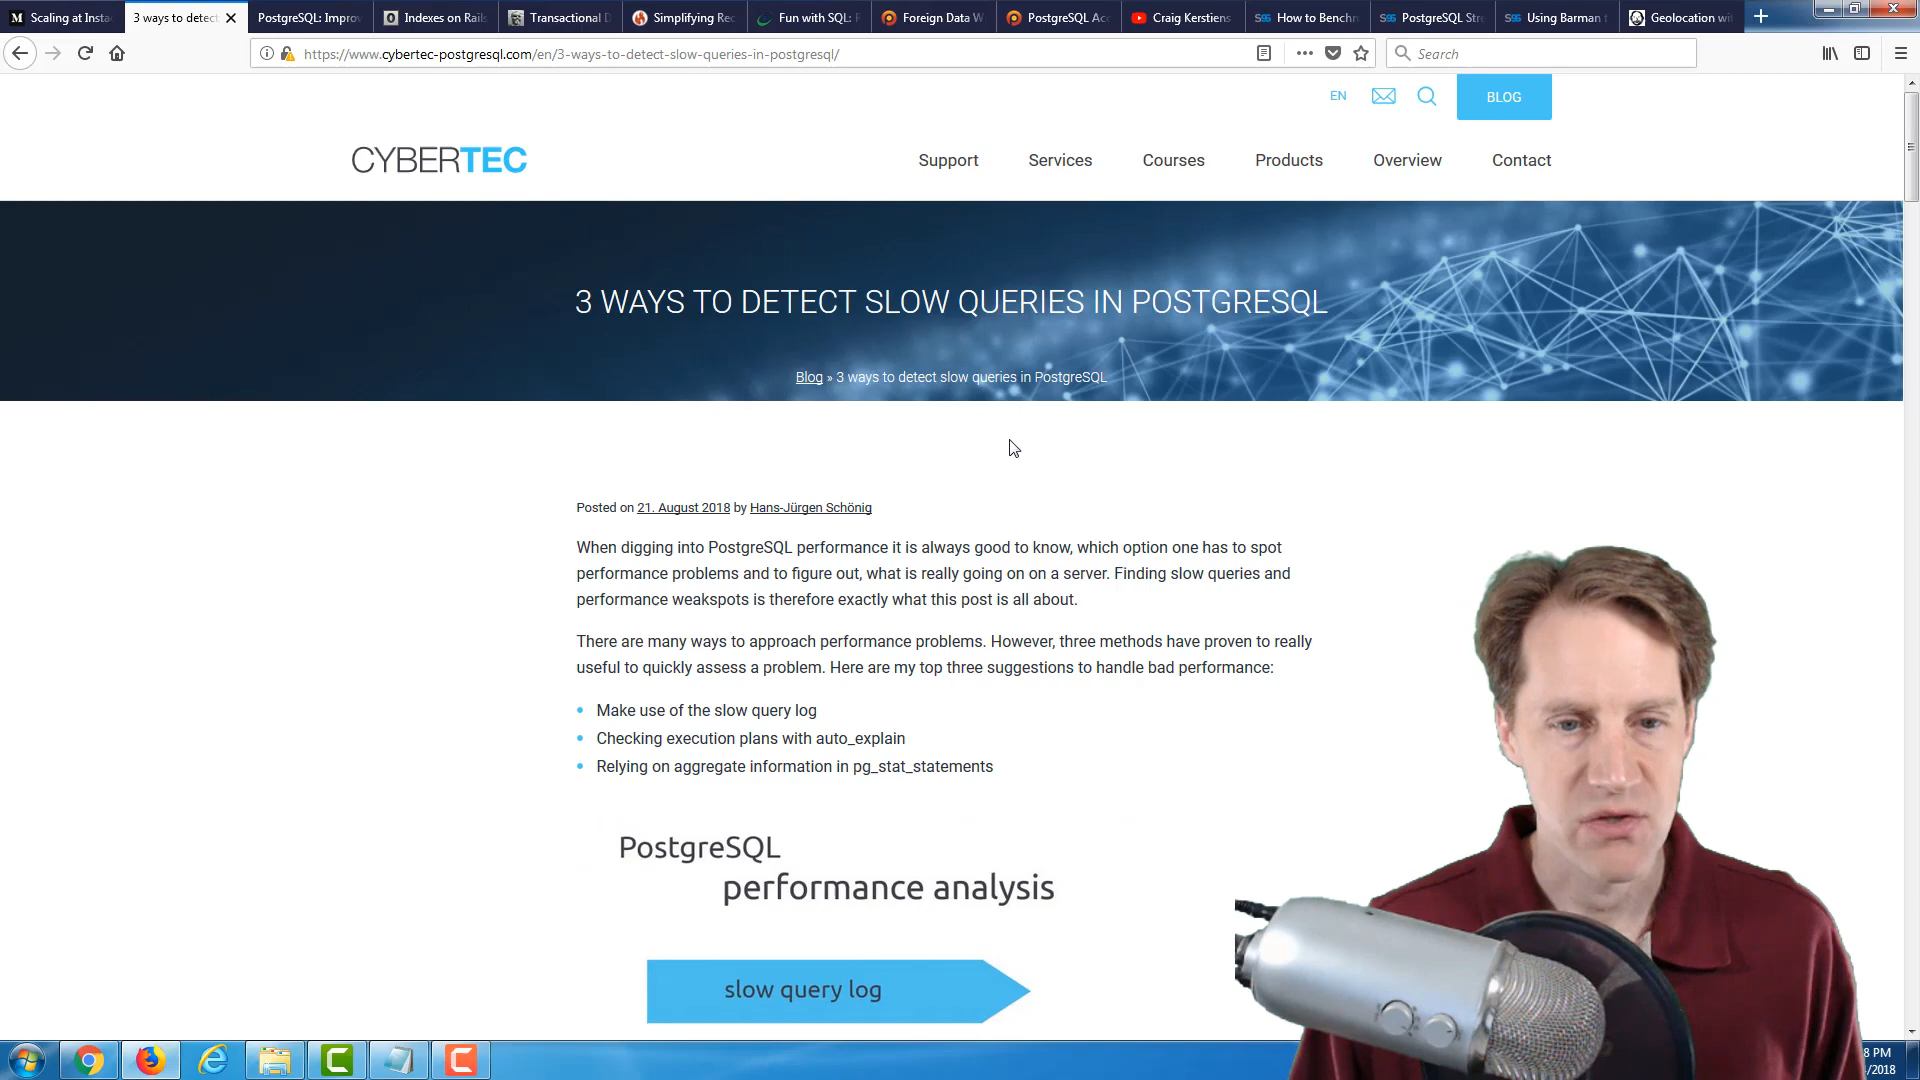 Scaling at Insta
3 ways to detect
PostgreSQL: Improv
Indexes on Rails
Transactional D
Simplifying Rec
Fun with SQL: P
Foreign Data W
PostgreSQL Acc
Craig Kerstiens
How to Benchm
PostgreSQL Str
Using Barman t
Geolocation wit
https://www.cybertec-postgresql.com/en/3-ways-to-detect-slow-queries-in-postgresql/
Search
EN
BLOG
CYBERTEC
Support
Services
Courses
Products
Overview
Contact
3 WAYS TO DETECT SLOW QUERIES IN POSTGRESQL
Blog » 3 ways to detect slow queries in PostgreSQL
Posted on 21. August 2018 by Hans-Jürgen Schönig
When digging into PostgreSQL performance it is always good to know, which option one has to spot
performance problems and to figure out, what is really going on on a server. Finding slow queries and
performance weakspots is therefore exactly what this post is all about.
There are many ways to approach performance problems. However, three methods have proven to really
useful to quickly assess a problem. Here are my top three suggestions to handle bad performance:
Make use of the slow query log
Checking execution plans with auto_explain
Relying on aggregate information in pg_stat_statements
PostgreSQL
performance analysis
slow query log
8 PM
/2018